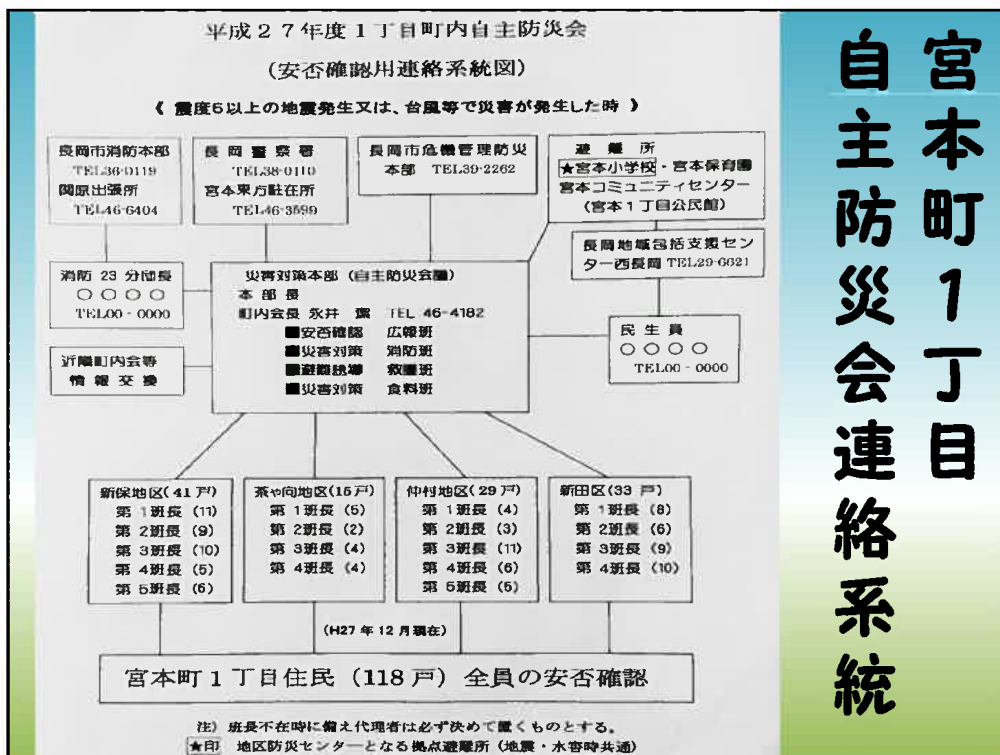 宮本町1丁目
自主防災会連絡系統
平成27年度1丁目町内自主防災会
(安否確認用連絡系統図)
《 震度5以上の地震発生又は、台風等で災害が発生した時 》
長岡市消防本部
TEL36-0119
関原出張所
TEL46-6404
長岡警察署
TEL38-0110
宮本東方駐在所
TEL46-3599
長岡市危機管理防災
本部 TEL39-2262
避難所
★宮本小学校・宮本保育園
宮本コミュニティセンター
(宮本1丁目公民館)
長岡地域包括支援セン
ター西長岡 TEL29-6621
消防 23 分団長
○○○○
TEL00-0000
災害対策本部 (自主防災会議)
本部長
町内会長 永井 TEL 46-4182
■安否確認 広報班
■災害対策 消防班
■避難誘導 救護班
■災害対策 食料班
民生員
○○○○
TEL00-0000
近隣町内会等
情報交換
新保地区(41戸)
第1班長 (11)
第2班長 (9)
第3班長 (10)
第4班長 (5)
第5班長 (6)
茶や向地区(15戸)
第1班長 (5)
第2班長 (2)
第3班長 (4)
第4班長 (4)
仲村地区(29戸)
第1班長 (4)
第2班長 (3)
第3班長 (11)
第4班長 (6)
第5班長 (5)
新田区(33戸)
第1班長 (8)
第2班長 (6)
第3班長 (9)
第4班長 (10)
(H27年12月現在)
宮本町1丁目住民 (118戸) 全員の安否確認
注) 班長不在時に備え代理者は必ず決めて置くものとする。
★印 地区防災センターとなる拠点避難所 (地震・水害時共通)